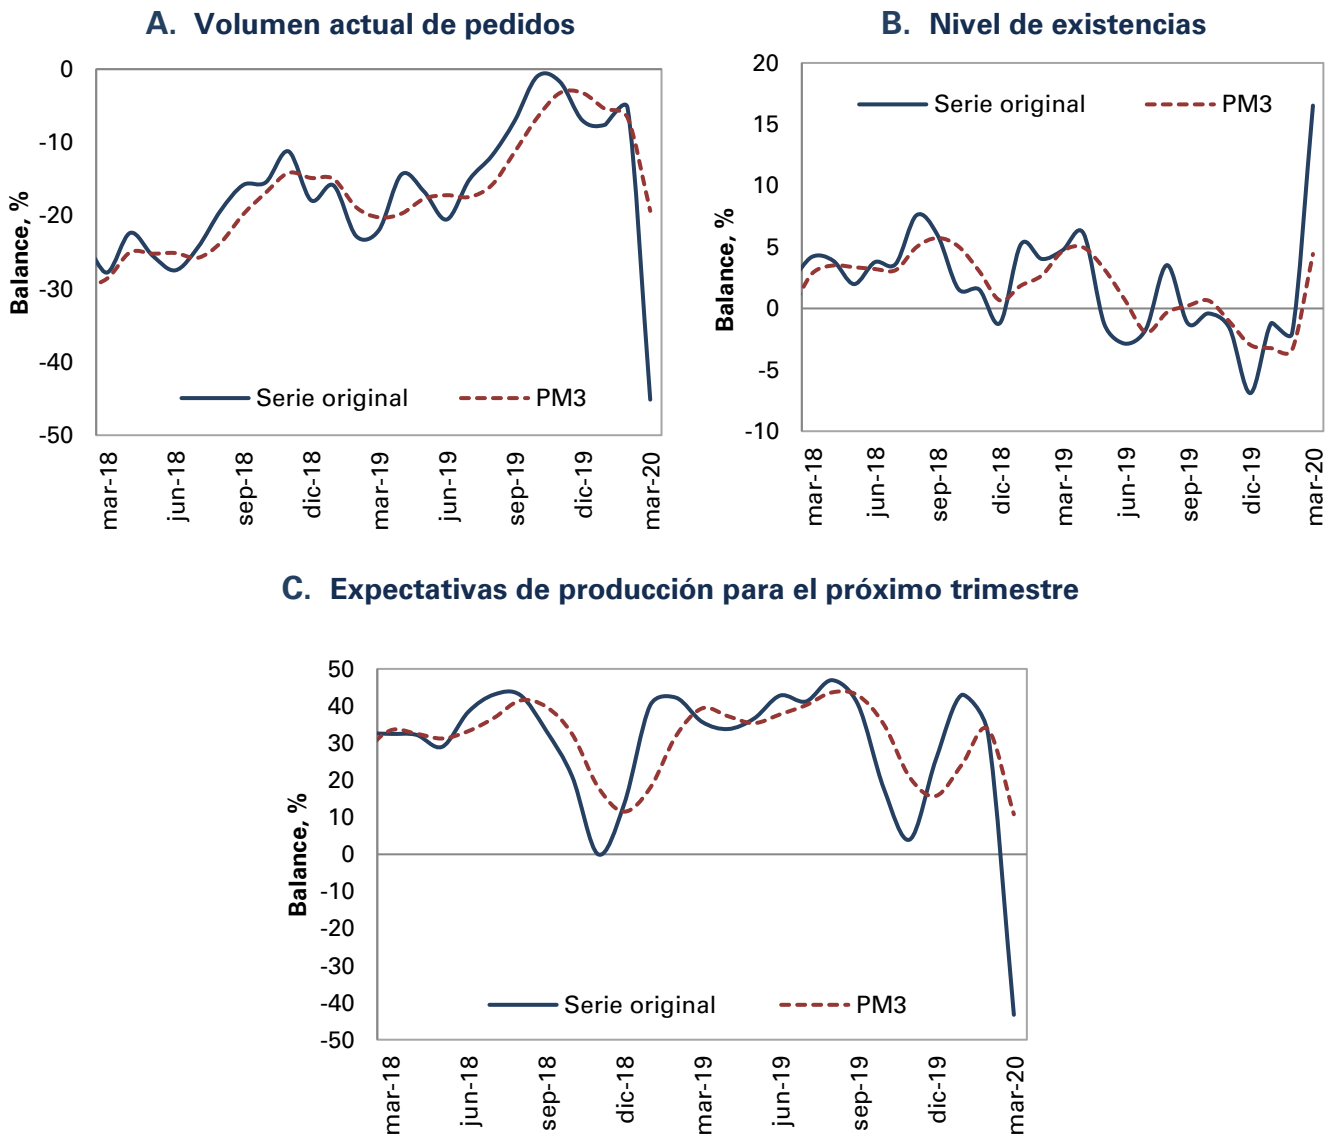 A. Volumen actual de pedidos
Balance, %
0
-10
-20
-30
-40
-50
Serie original
PM3
mar-18
jun-18
sep-18
dic-18
mar-19
jun-19
sep-19
dic-19
mar-20
B. Nivel de existencias
Balance, %
20
15
10
5
0
-5
-10
Serie original
PM3
mar-18
jun-18
sep-18
dic-18
mar-19
jun-19
sep-19
dic-19
mar-20
C. Expectativas de producción para el próximo trimestre
Balance, %
50
40
30
20
10
0
-10
-20
-30
-40
-50
Serie original
PM3
mar-18
jun-18
sep-18
dic-18
mar-19
jun-19
sep-19
dic-19
mar-20